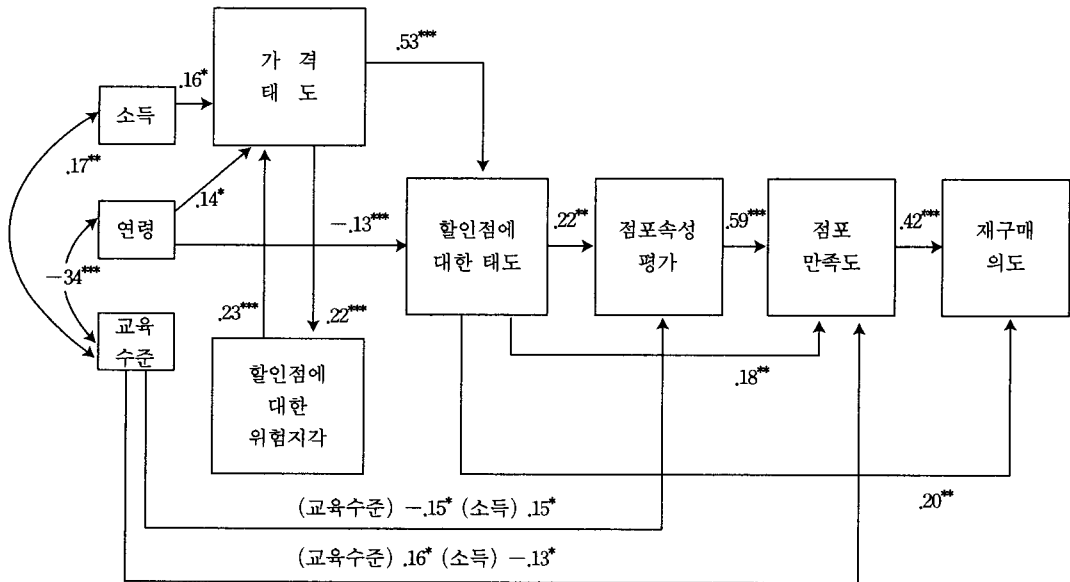 가 격
태 도
.53***
.16*
소득
.17**
.14*
연령
-.13***
할인점에
대한 태도
.22**
점포속성
평가
.59***
점포
만족도
.42***
재구매
의도
-34***
.23***
.22***
교육
수준
할인점에
대한
위험지각
.18**
.20**
(교육수준) -.15* (소득) .15*
(교육수준) .16* (소득) -.13*